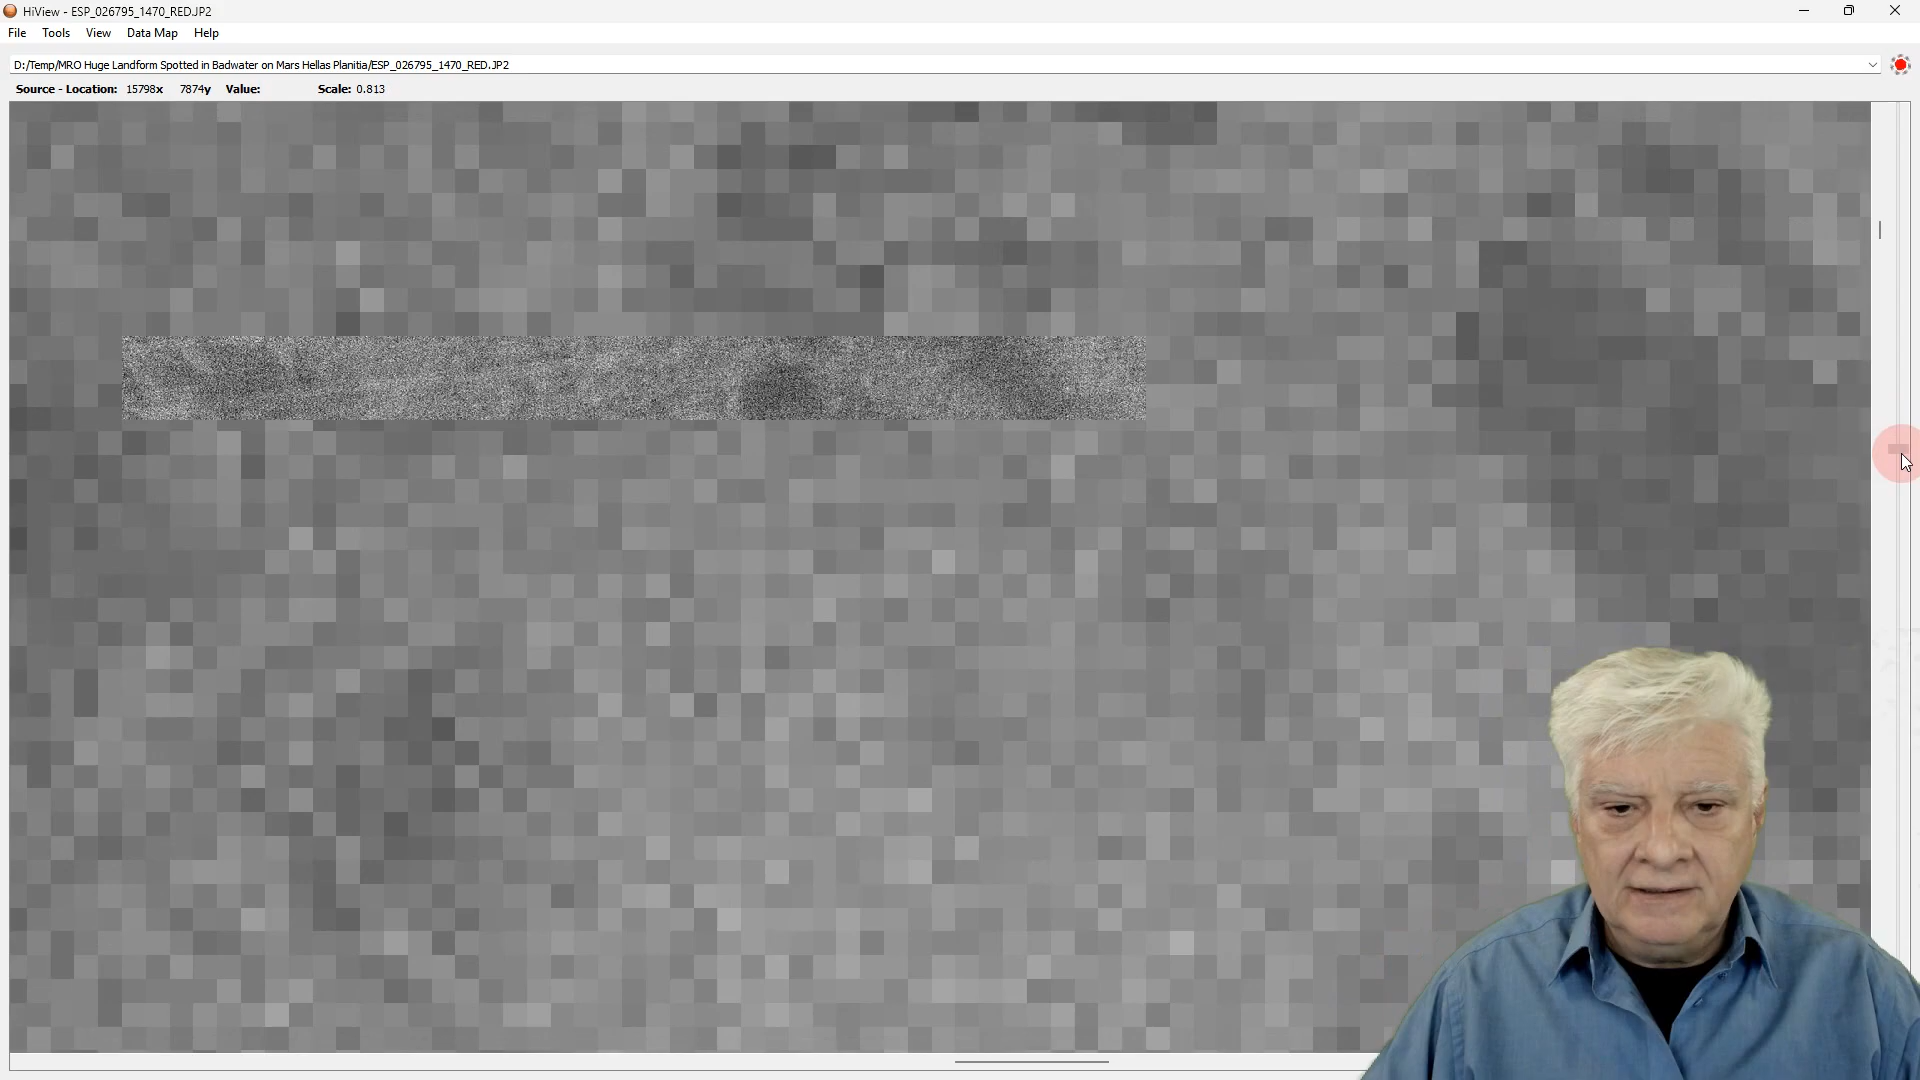 HiView - ESP_026795_1470_RED.JP2
File Tools View Data Map Help
D:/Temp/MRO Huge Landform Spotted in Badwater on Mars Hellas Planitia/ESP_026795_1470_RED.JP2
Source - Location: 15798x 7874y Value: Scale: 0.813